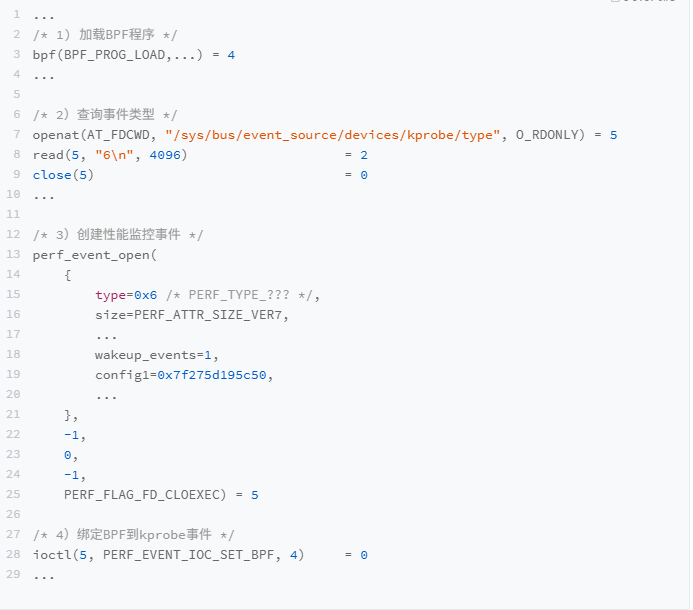 1 ...
2 /* 1）加载BPF程序 */
3 bpf(BPF_PROG_LOAD,...) = 4
4 ...
5
6 /* 2）查询事件类型 */
7 openat(AT_FDCWD, "/sys/bus/event_source/devices/kprobe/type", O_RDONLY) = 5
8 read(5, "6\n", 4096)                    = 2
9 close(5)                                = 0
10 ...
11
12 /* 3）创建性能监控事件 */
13 perf_event_open(
14     {
15         type=0x6 /* PERF_TYPE_??? */,
16         size=PERF_ATTR_SIZE_VER7,
17         ...
18         wakeup_events=1,
19         config1=0x7f275d195c50,
20         ...
21     },
22     -1,
23     0,
24     -1,
25     PERF_FLAG_FD_CLOEXEC) = 5
26
27 /* 4）绑定BPF到kprobe事件 */
28 ioctl(5, PERF_EVENT_IOC_SET_BPF, 4)     = 0
29 ...